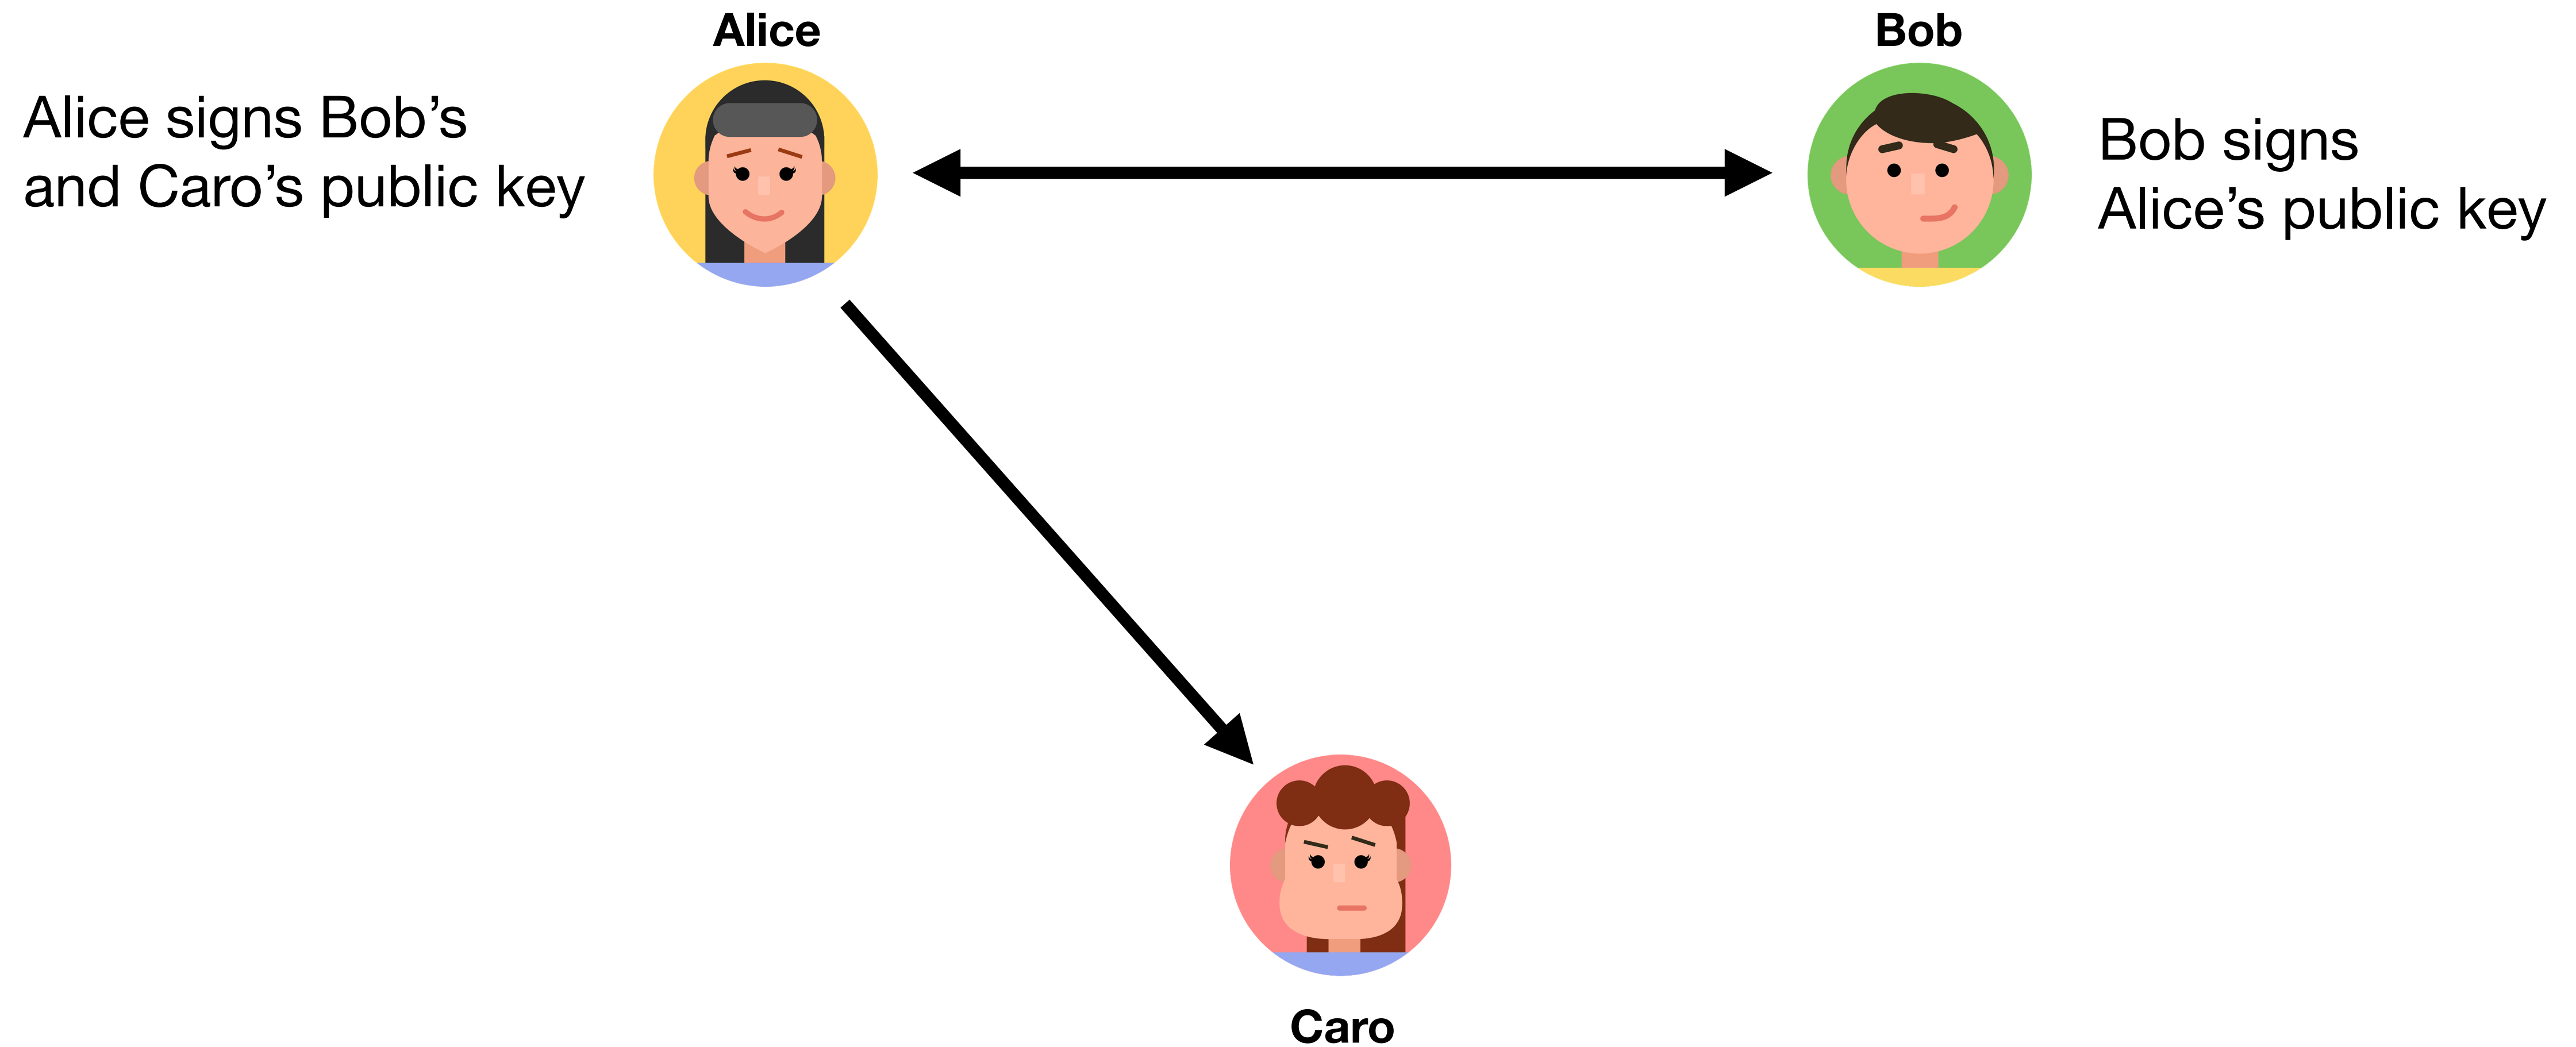 Alice
Bob
Alice signs Bob’s
and Caro’s public key
Bob signs
Alice’s public key
Caro